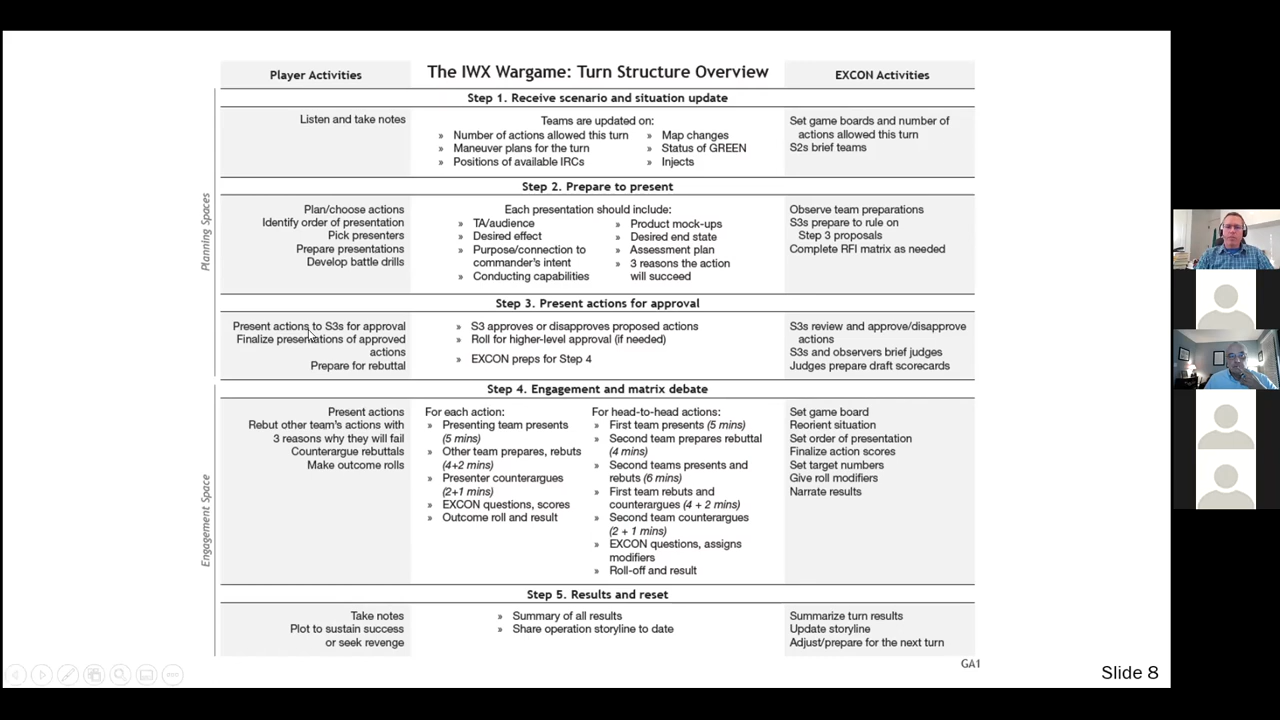 Player Activities
The IWX Wargame: Turn Structure Overview
EXCON Activities
Step 1. Receive scenario and situation update
Listen and take notes
Teams are updated on:
» Number of actions allowed this turn
» Maneuver plans for the turn
» Positions of available IRCs
» Map changes
» Status of GREEN
» Injects
Set game boards and number of
actions allowed this turn
S2s brief teams
Planning Spaces
Step 2. Prepare to present
Plan/choose actions
Identify order of presentation
Pick presenters
Prepare presentations
Develop battle drills
Each presentation should include:
» TA/audience
» Desired effect
» Purpose/connection to
commander's intent
» Conducting capabilities
» Product mock-ups
» Desired end state
» Assessment plan
» 3 reasons the action
will succeed
Observe team preparations
S3s prepare to rule on
Step 3 proposals
Complete RFI matrix as needed
Step 3. Present actions for approval
Present actions to S3s for approval
Finalize presentations of approved
actions
Prepare for rebuttal
» S3 approves or disapproves proposed actions
» Roll for higher-level approval (if needed)
» EXCON preps for Step 4
S3s review and approve/disapprove
actions
S3s and observers brief judges
Judges prepare draft scorecards
Engagement Space
Step 4. Engagement and matrix debate
Present actions
Rebut other team's actions with
3 reasons why they will fail
Counterargue rebuttals
Make outcome rolls
For each action:
» Presenting team presents
(5 mins)
» Other team prepares, rebuts
(4+2 mins)
» Presenter counterargues
(2+1 mins)
» EXCON questions, scores
» Outcome roll and result
For head-to-head actions:
» First team presents (5 mins)
» Second team prepares rebuttal
(4 mins)
» Second teams presents and
rebuts (6 mins)
» First team rebuts and
counterargues (4 + 2 mins)
» Second team counterargues
(2 + 1 mins)
» EXCON questions, assigns
modifiers
» Roll-off and result
Set game board
Reorient situation
Set order of presentation
Finalize action scores
Set target numbers
Give roll modifiers
Narrate results
Step 5. Results and reset
Take notes
Plot to sustain success
or seek revenge
» Summary of all results
» Share operation storyline to date
Summarize turn results
Update storyline
Adjust/prepare for the next turn
GA1
Slide 8